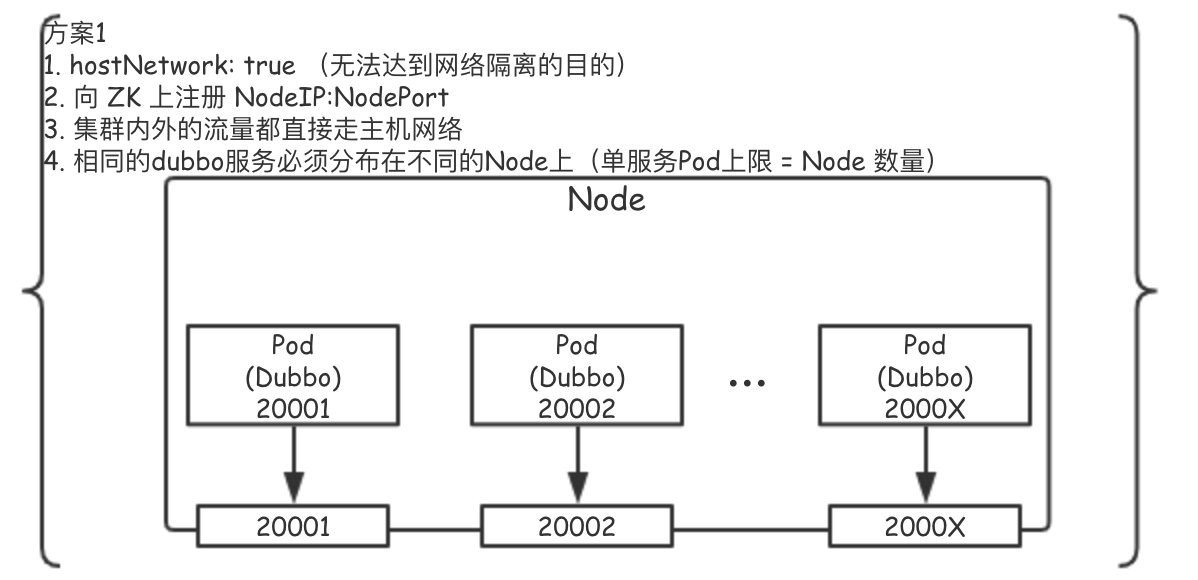 方案1
1. hostNetwork: true （无法达到网络隔离的目的）
2. 向 ZK 上注册 NodeIP:NodePort
3. 集群内外的流量都直接走主机网络
4. 相同的dubbo服务必须分布在不同的Node上（单服务Pod上限 = Node 数量）
Node
Pod
(Dubbo)
20001
Pod
(Dubbo)
20002
...
Pod
(Dubbo)
2000X
20001
20002
2000X